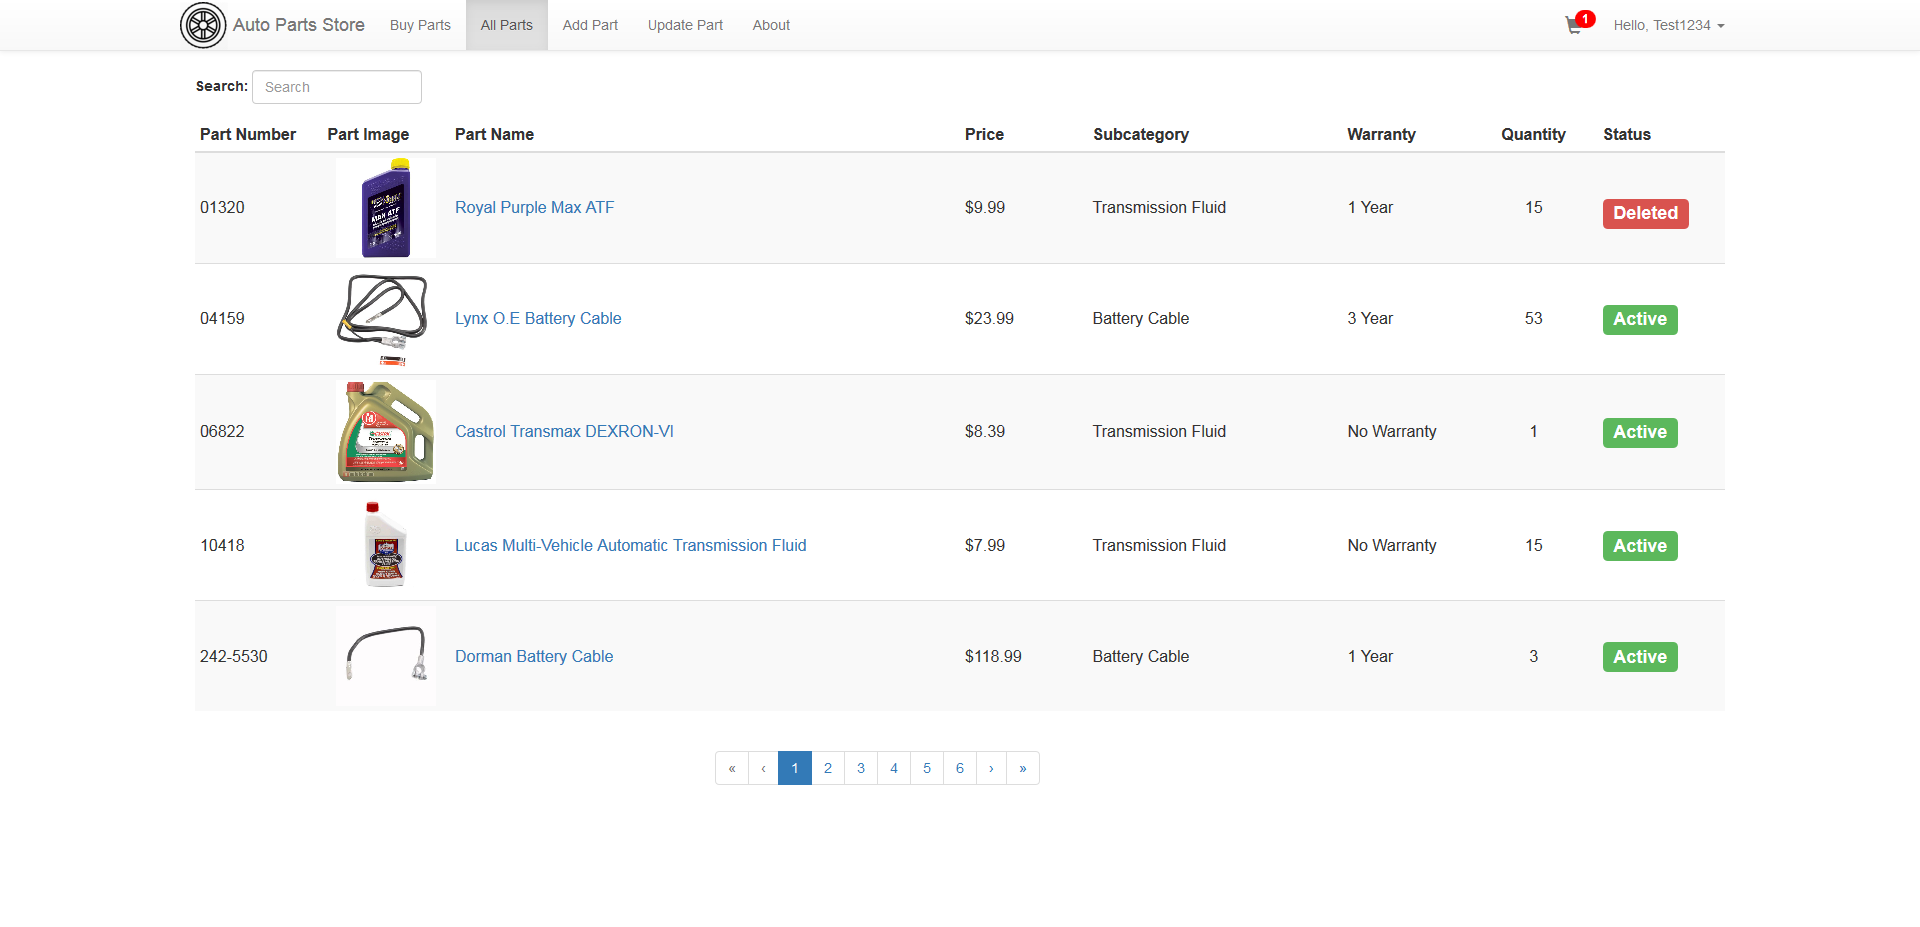 Auto Parts Store Buy Parts All Parts Add Part Update Part About 1 Hello, Test1234
Search: Search
Part Number Part Image Part Name Price Subcategory Warranty Quantity Status
01320 MAX ATF Royal Purple Max ATF $9.99 Transmission Fluid 1 Year 15 Deleted
04159 Lynx O.E Battery Cable $23.99 Battery Cable 3 Year 53 Active
06822 Castrol Transmax DEXRON-VI $8.39 Transmission Fluid No Warranty 1 Active
10418 Lucas Multi-Vehicle Automatic Transmission Fluid $7.99 Transmission Fluid No Warranty 15 Active
242-5530 Dorman Battery Cable $118.99 Battery Cable 1 Year 3 Active
« ‹ 1 2 3 4 5 6 › »